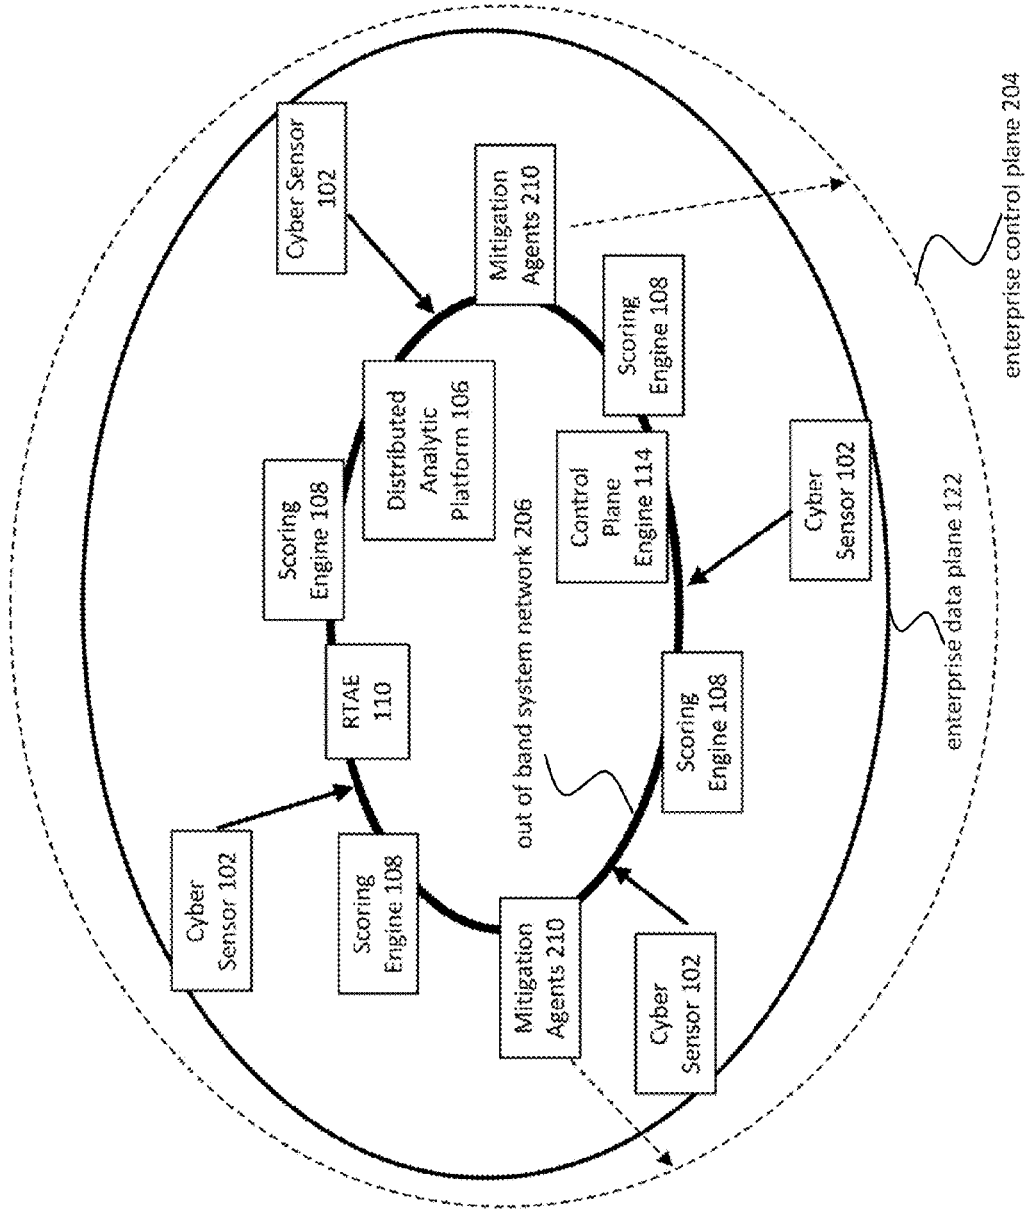 Cyber
Sensor 102
Scoring
Engine 108
RTAE
110
Scoring
Engine 108
Distributed
Analytic
Platform 106
Cyber Sensor
102
Mitigation
Agents 210
out of band system network 206
Control
Plane
Engine 114
Scoring
Engine 108
Mitigation
Agents 210
Cyber
Sensor 102
Scoring
Engine 108
Cyber
Sensor 102
enterprise data plane 122
enterprise control plane 204